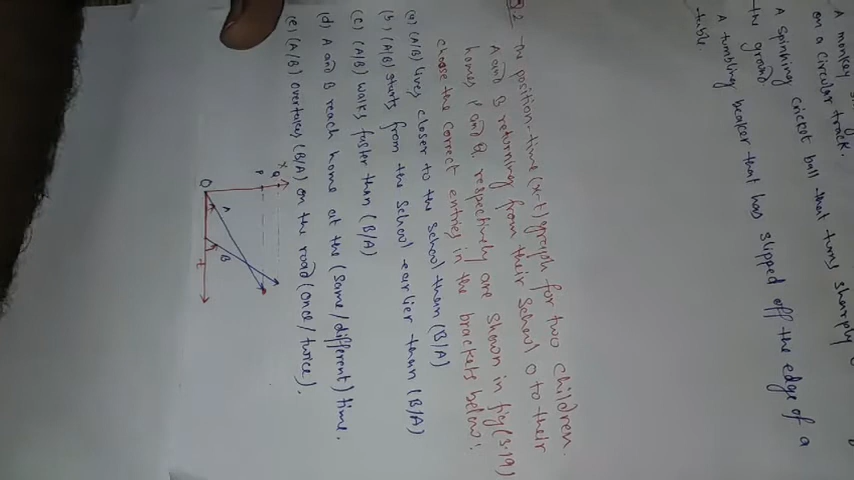 A monkey
on a circular track.
A spinning cricket ball that turns sharply
the ground
A tumbling beaker that has slipped off the edge of a
table
2 The position-time (x-t) graph for two children
A and B returning from their school O to their
homes P and Q respectively are shown in fig (3.19)
choose the correct entries in the brackets below:
(a) (A/B) lives closer to the school than (B/A)
(b) (A/B) starts from the school earlier than (B/A)
(c) (A/B) walks faster than (B/A)
(d) A and B reach home at the (same/different) time.
(e) (A/B) overtakes (B/A) on the road (once/twice).
X
Q
P
A
B
O
t